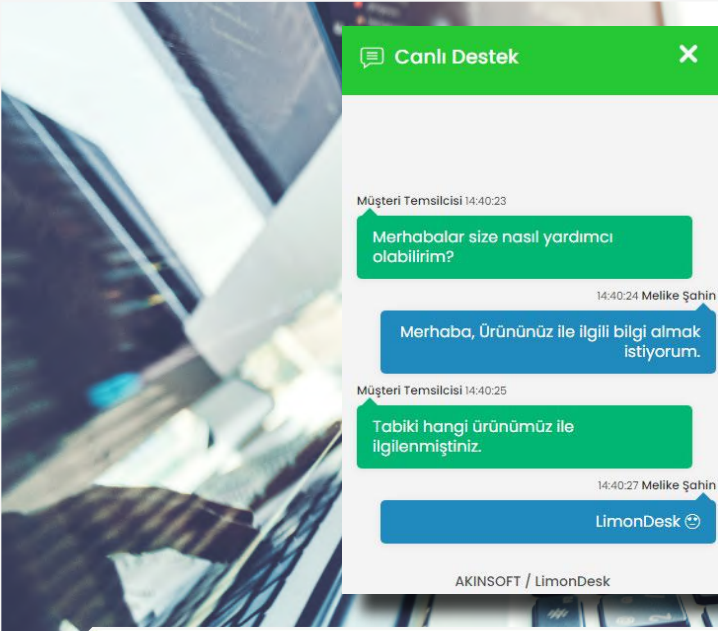 Canlı Destek
Müşteri Temsilcisi 14:40:23
Merhabalar size nasıl yardımcı
olabilirim?
14:40:24 Melike Şahin
Merhaba, Ürününüz ile ilgili bilgi almak
istiyorum.
Müşteri Temsilcisi 14:40:25
Tabiki hangi ürünümüz ile
ilgilenmiştiniz.
14:40:27 Melike Şahin
LimonDesk 🥹
AKINSOFT / LimonDesk